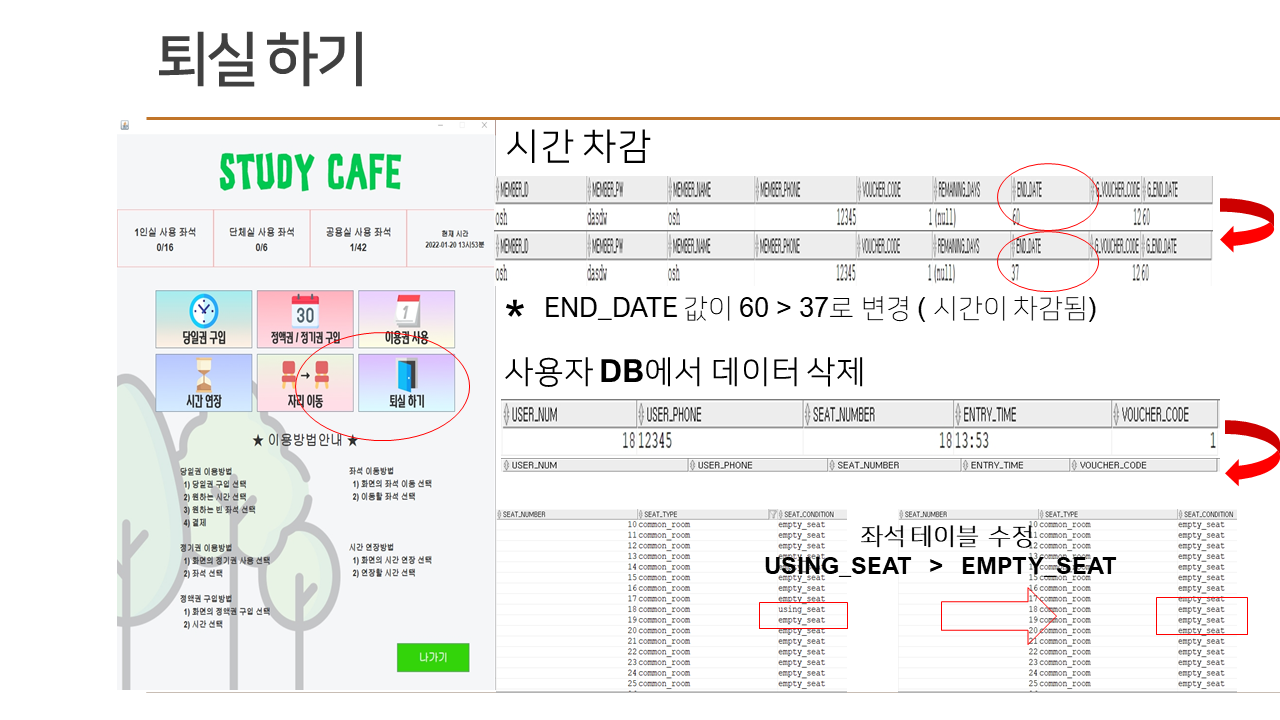 퇴실 하기
STUDY CAFE
1인실 사용 좌석
0/16
단체실 사용 좌석
0/6
공용실 사용 좌석
1/42
현재 시간
2022-01-20 13시53분
당일권 구입
정액권 / 정기권 구입
이용권 사용
시간 연장
자리 이동
퇴실 하기
★ 이용방법안내 ★
당일권 이용방법
1) 당일권 구입 선택
2) 원하는 시간 선택
3) 원하는 빈 좌석 선택
4) 결제
좌석 이용방법
1) 화면의 좌석 이동 선택
2) 이동할 좌석 선택
정기권 이용방법
1) 화면의 정기권 사용 선택
2) 좌석 선택
시간 연장방법
1) 화면의 시간 연장 선택
2) 연장할 시간 선택
정액권 구입방법
1) 화면의 정액권 구입 선택
2) 시간 선택
나가기
시간 차감
MEMBER_ID MEMBER_PW MEMBER_NAME MEMBER_PHONE VOUCHER_CODE REMAINING_DAYS END_DATE G_VOUCHER_CODE G_END_DATE
osh dasdw osh 12345 1 (null) 60 12 60
MEMBER_ID MEMBER_PW MEMBER_NAME MEMBER_PHONE VOUCHER_CODE REMAINING_DAYS END_DATE G_VOUCHER_CODE G_END_DATE
osh dasdw osh 12345 1 (null) 37 12 60
* END_DATE 값이 60 > 37로 변경 ( 시간이 차감됨)
사용자 DB에서 데이터 삭제
USER_NUM USER_PHONE SEAT_NUMBER ENTRY_TIME VOUCHER_CODE
18 12345 18 13:53 1
USER_NUM USER_PHONE SEAT_NUMBER ENTRY_TIME VOUCHER_CODE
좌석 테이블 수정
USING_SEAT > EMPTY_SEAT
SEAT_NUMBER SEAT_TYPE SEAT_CONDITION
10 common_room empty_seat
11 common_room empty_seat
12 common_room empty_seat
13 common_room empty_seat
14 common_room empty_seat
15 common_room empty_seat
16 common_room empty_seat
17 common_room empty_seat
18 common_room using_seat
19 common_room empty_seat
20 common_room empty_seat
21 common_room empty_seat
22 common_room empty_seat
23 common_room empty_seat
24 common_room empty_seat
25 common_room empty_seat
SEAT_NUMBER SEAT_TYPE SEAT_CONDITION
10 common_room empty_seat
11 common_room empty_seat
12 common_room empty_seat
13 common_room empty_seat
14 common_room empty_seat
15 common_room empty_seat
16 common_room empty_seat
17 common_room empty_seat
18 common_room empty_seat
19 common_room empty_seat
20 common_room empty_seat
21 common_room empty_seat
22 common_room empty_seat
23 common_room empty_seat
24 common_room empty_seat
25 common_room empty_seat